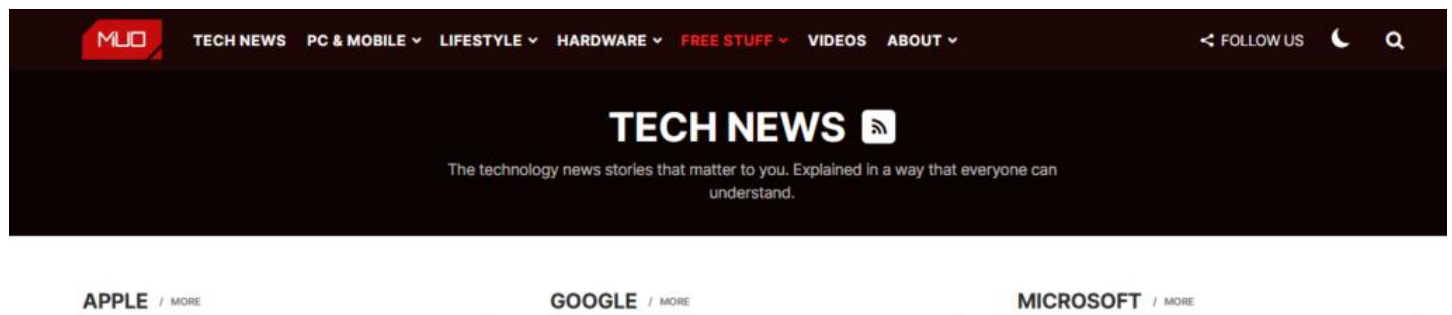 MUO TECH NEWS PC & MOBILE LIFESTYLE HARDWARE FREE STUFF VIDEOS ABOUT FOLLOW US
TECH NEWS
The technology news stories that matter to you. Explained in a way that everyone can
understand.
APPLE / MORE GOOGLE / MORE MICROSOFT / MORE